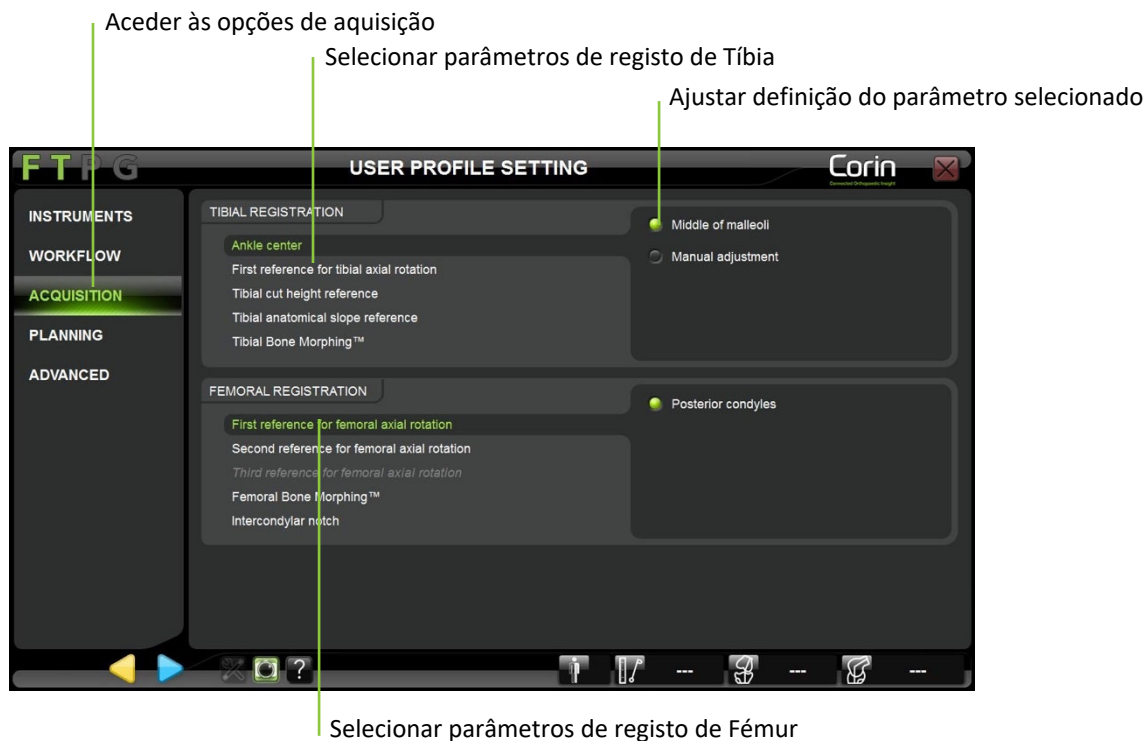 Aceder às opções de aquisição
Selecionar parâmetros de registo de Tíbia
Ajustar definição do parâmetro selecionado
F T P G
USER PROFILE SETTING
Corin
Connected Orthopaedic Insight
INSTRUMENTS
WORKFLOW
ACQUISITION
PLANNING
ADVANCED
TIBIAL REGISTRATION
Ankle center
First reference for tibial axial rotation
Tibial cut height reference
Tibial anatomical slope reference
Tibial Bone Morphing™
Middle of malleoli
Manual adjustment
FEMORAL REGISTRATION
First reference for femoral axial rotation
Second reference for femoral axial rotation
Third reference for femoral axial rotation
Femoral Bone Morphing™
Intercondylar notch
Posterior condyles
?
--- --- ---
Selecionar parâmetros de registo de Fémur